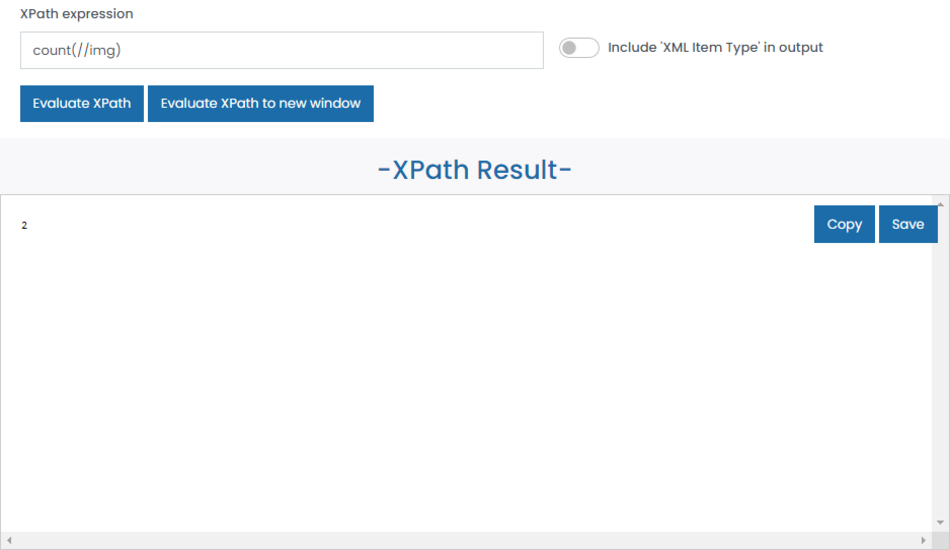 XPath expression
count(//img)
Include 'XML Item Type' in output
Evaluate XPath
Evaluate XPath to new window
-XPath Result-
2
Copy
Save